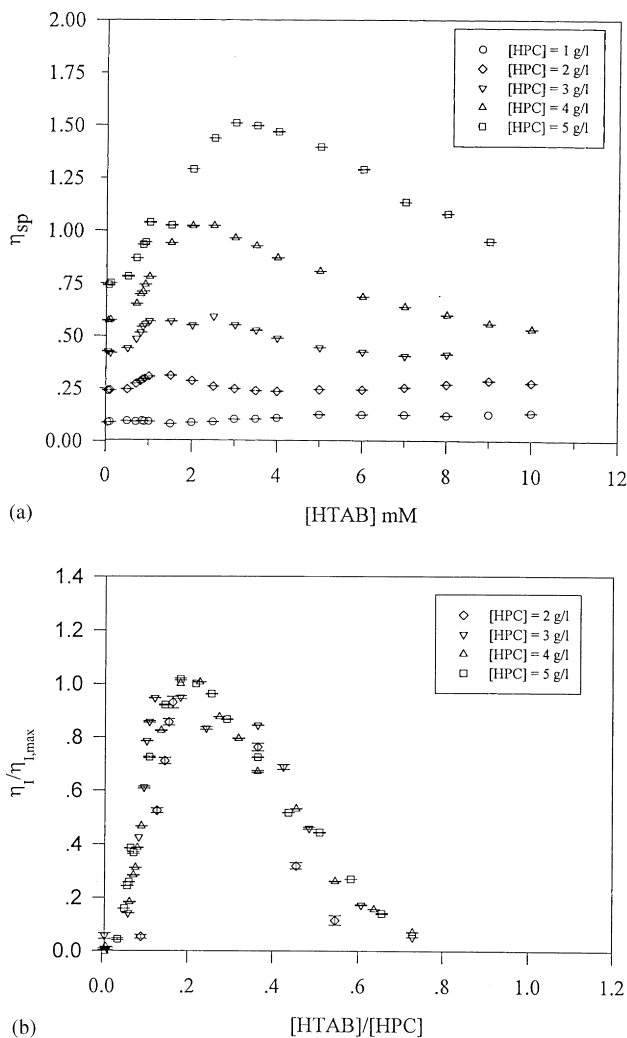 2.00
1.75
1.50
1.25
1.00
.75
.50
.25
0.00
ηsp
[HPC] = 1 g/l
[HPC] = 2 g/l
[HPC] = 3 g/l
[HPC] = 4 g/l
[HPC] = 5 g/l
0 2 4 6 8 10 12
(a)
[HTAB] mM
1.4
1.2
1.0
.8
.6
.4
.2
0.0
ηI/ηI,max
[HPC] = 2 g/l
[HPC] = 3 g/l
[HPC] = 4 g/l
[HPC] = 5 g/l
0.0 .2 .4 .6 .8 1.0 1.2
[HTAB]/[HPC]
(b)